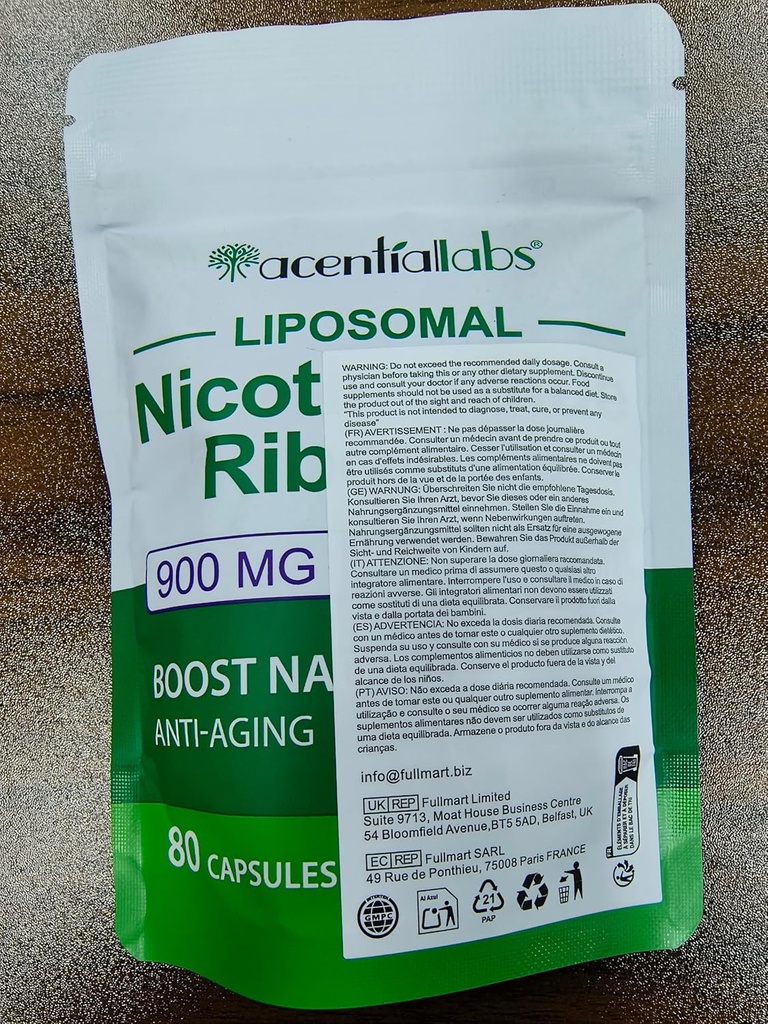 acentiallabs®
LIPOSOMAL
Nicot
Rib
900 MG
BOOST NA
ANTI-AGING
80 CAPSULES
WARNING: Do not exceed the recommended daily dosage. Consult a
physician before taking this or any other dietary supplement. Discontinue
use and consult your doctor if any adverse reactions occur. Food
supplements should not be used as a substitute for a balanced diet. Store
the product out of the sight and reach of children.
"This product is not intended to diagnose, treat, cure, or prevent any
disease"
(FR) AVERTISSEMENT : Ne pas dépasser la dose journalière
recommandée. Consulter un médecin avant de prendre ce produit ou tout
autre complément alimentaire. Cesser l'utilisation et consulter un médecin
en cas d'effets indésirables. Les compléments alimentaires ne doivent pas
être utilisés comme substituts d'une alimentation équilibrée. Conserver le
produit hors de la vue et de la portée des enfants.
(GE) WARNUNG: Überschreiten Sie nicht die empfohlene Tagesdosis.
Konsultieren Sie Ihren Arzt, bevor Sie dieses oder ein anderes
Nahrungsergänzungsmittel einnehmen. Stellen Sie die Einnahme ein und
konsultieren Sie Ihren Arzt, wenn Nebenwirkungen auftreten.
Nahrungsergänzungsmittel sollten nicht als Ersatz für eine ausgewogene
Ernährung verwendet werden. Bewahren Sie das Produkt außerhalb der
Sicht- und Reichweite von Kindern auf.
(IT) ATTENZIONE: Non superare la dose giornaliera raccomandata.
Consultare un medico prima di assumere questo o qualsiasi altro
integratore alimentare. Interrompere l'uso e consultare il medico in caso di
reazioni avverse. Gli integratori alimentari non devono essere utilizzati
come sostituti di una dieta equilibrata. Conservare il prodotto fuori dalla
vista e dalla portata dei bambini.
(ES) ADVERTENCIA: No exceda la dosis diaria recomendada. Consulte
con un médico antes de tomar este o cualquier otro suplemento dietético.
Suspenda su uso y consulte con su médico si se produce alguna reacción
adversa. Los complementos alimenticios no deben utilizarse como sustituto
de una dieta equilibrada. Conserve el producto fuera de la vista y del
alcance de los niños.
(PT) AVISO: Não exceda a dose diária recomendada. Consulte um médico
antes de tomar este ou qualquer outro suplemento alimentar. Interrompa a
utilização e consulte o seu médico se ocorrer alguma reação adversa. Os
suplementos alimentares não devem ser utilizados como substitutos de
uma dieta equilibrada. Armazene o produto fora da vista e do alcance das
crianças.
info@fullmart.biz
UK REP Fullmart Limited
Suite 9713, Moat House Business Centre
54 Bloomfield Avenue,BT5 5AD, Belfast, UK
EC REP Fullmart SARL
49 Rue de Ponthieu, 75008 Paris FRANCE
FR
ÉLÉMENTS D'EMBALLAGE
À SÉPARER ET À DÉPOSER
DANS LE BAC DE TRI
GMPC
Al Azul
21
PAP